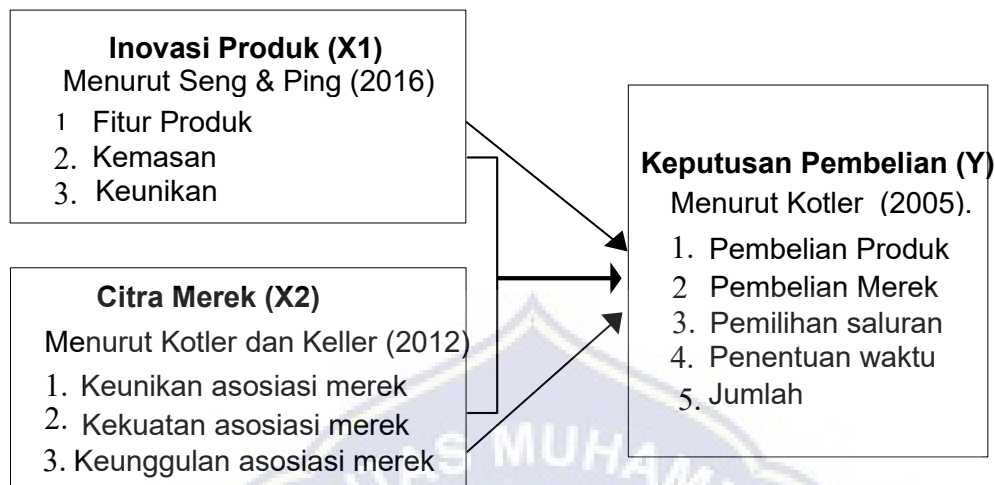 Inovasi Produk (X1)
Menurut Seng & Ping (2016)
1 Fitur Produk
2. Kemasan
3. Keunikan
Citra Merek (X2)
Menurut Kotler dan Keller (2012)
1. Keunikan asosiasi merek
2. Kekuatan asosiasi merek
3. Keunggulan asosiasi merek
Keputusan Pembelian (Y)
Menurut Kotler (2005).
1. Pembelian Produk
2 Pembelian Merek
3. Pemilihan saluran
4. Penentuan waktu
5. Jumlah